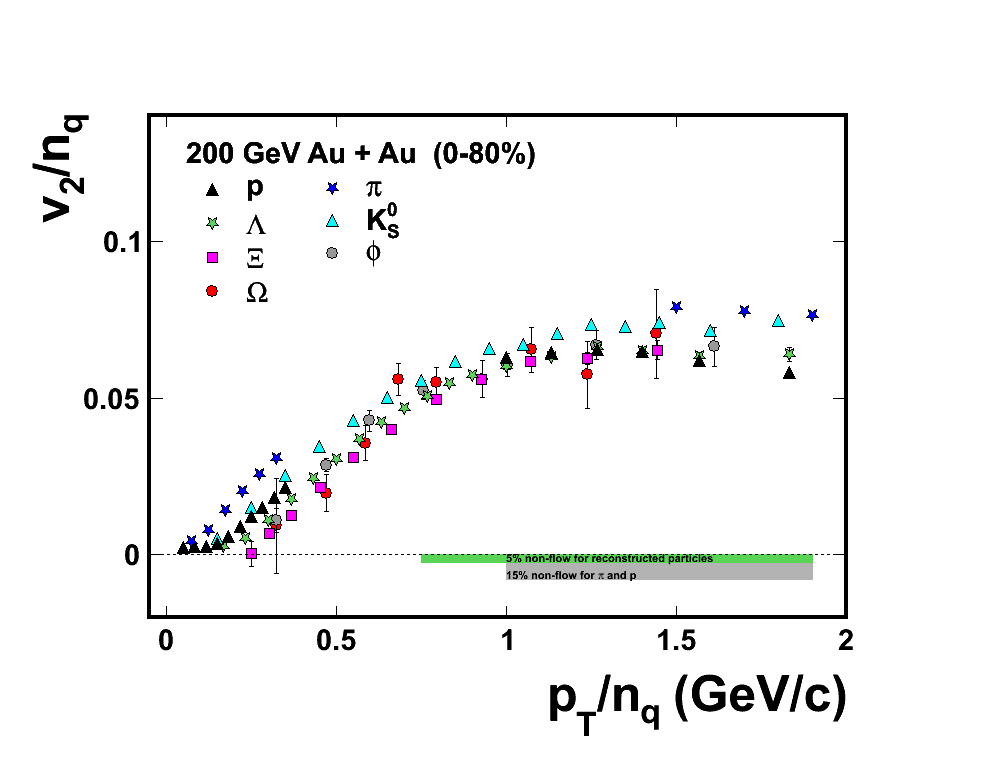 v2/nq
200 GeV Au + Au (0-80%)
p
π
Λ
K0S
Ξ
ϕ
Ω
0.1
0.05
0
5% non-flow for reconstructed particles
15% non-flow for π and p
0 0.5 1 1.5 2
pT/nq (GeV/c)